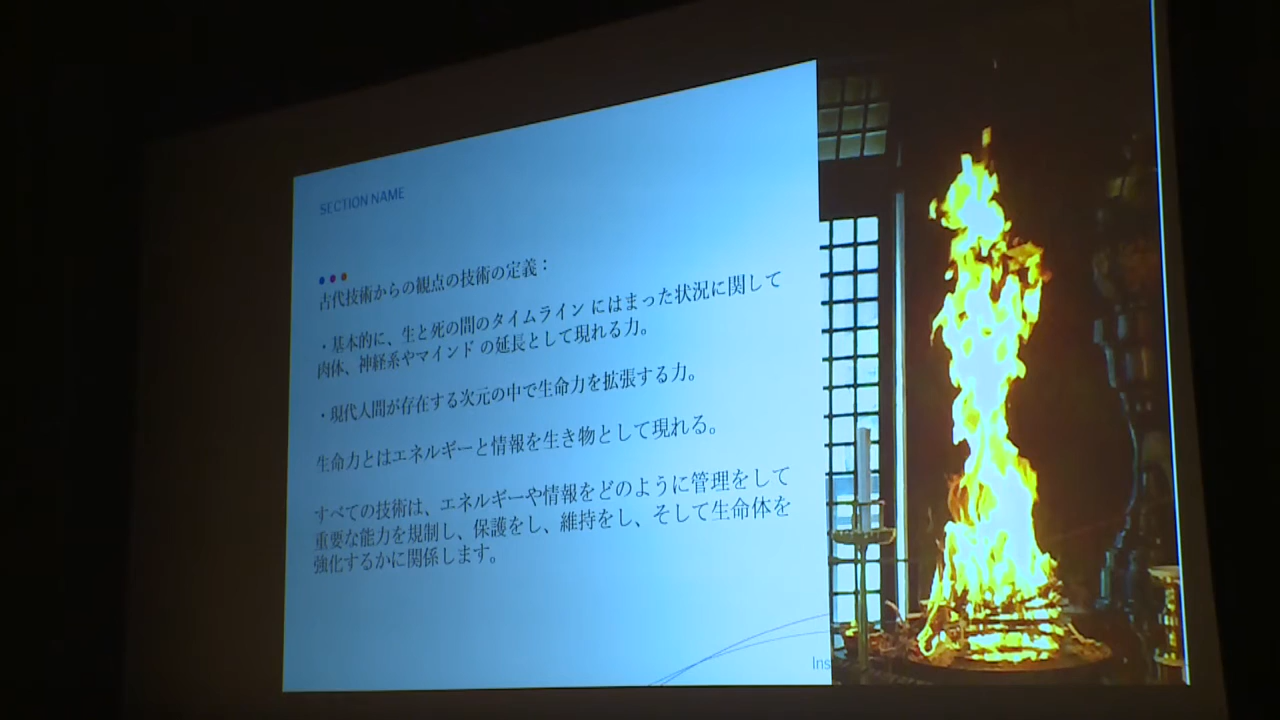 SECTION NAME
古代技術からの観点の技術の定義：
・基本的に、生と死の間のタイムライン にはまった状況に関して
肉体、神経系やマインド の延長として現れる力。
・現代人間が存在する次元の中で生命力を拡張する力。
生命力とはエネルギーと情報を生き物として現れる。
すべての技術は、エネルギーや情報をどのように管理をして
重要な能力を規制し、保護をし、維持をし、そして生命体を
強化するかに関係します。
Ins